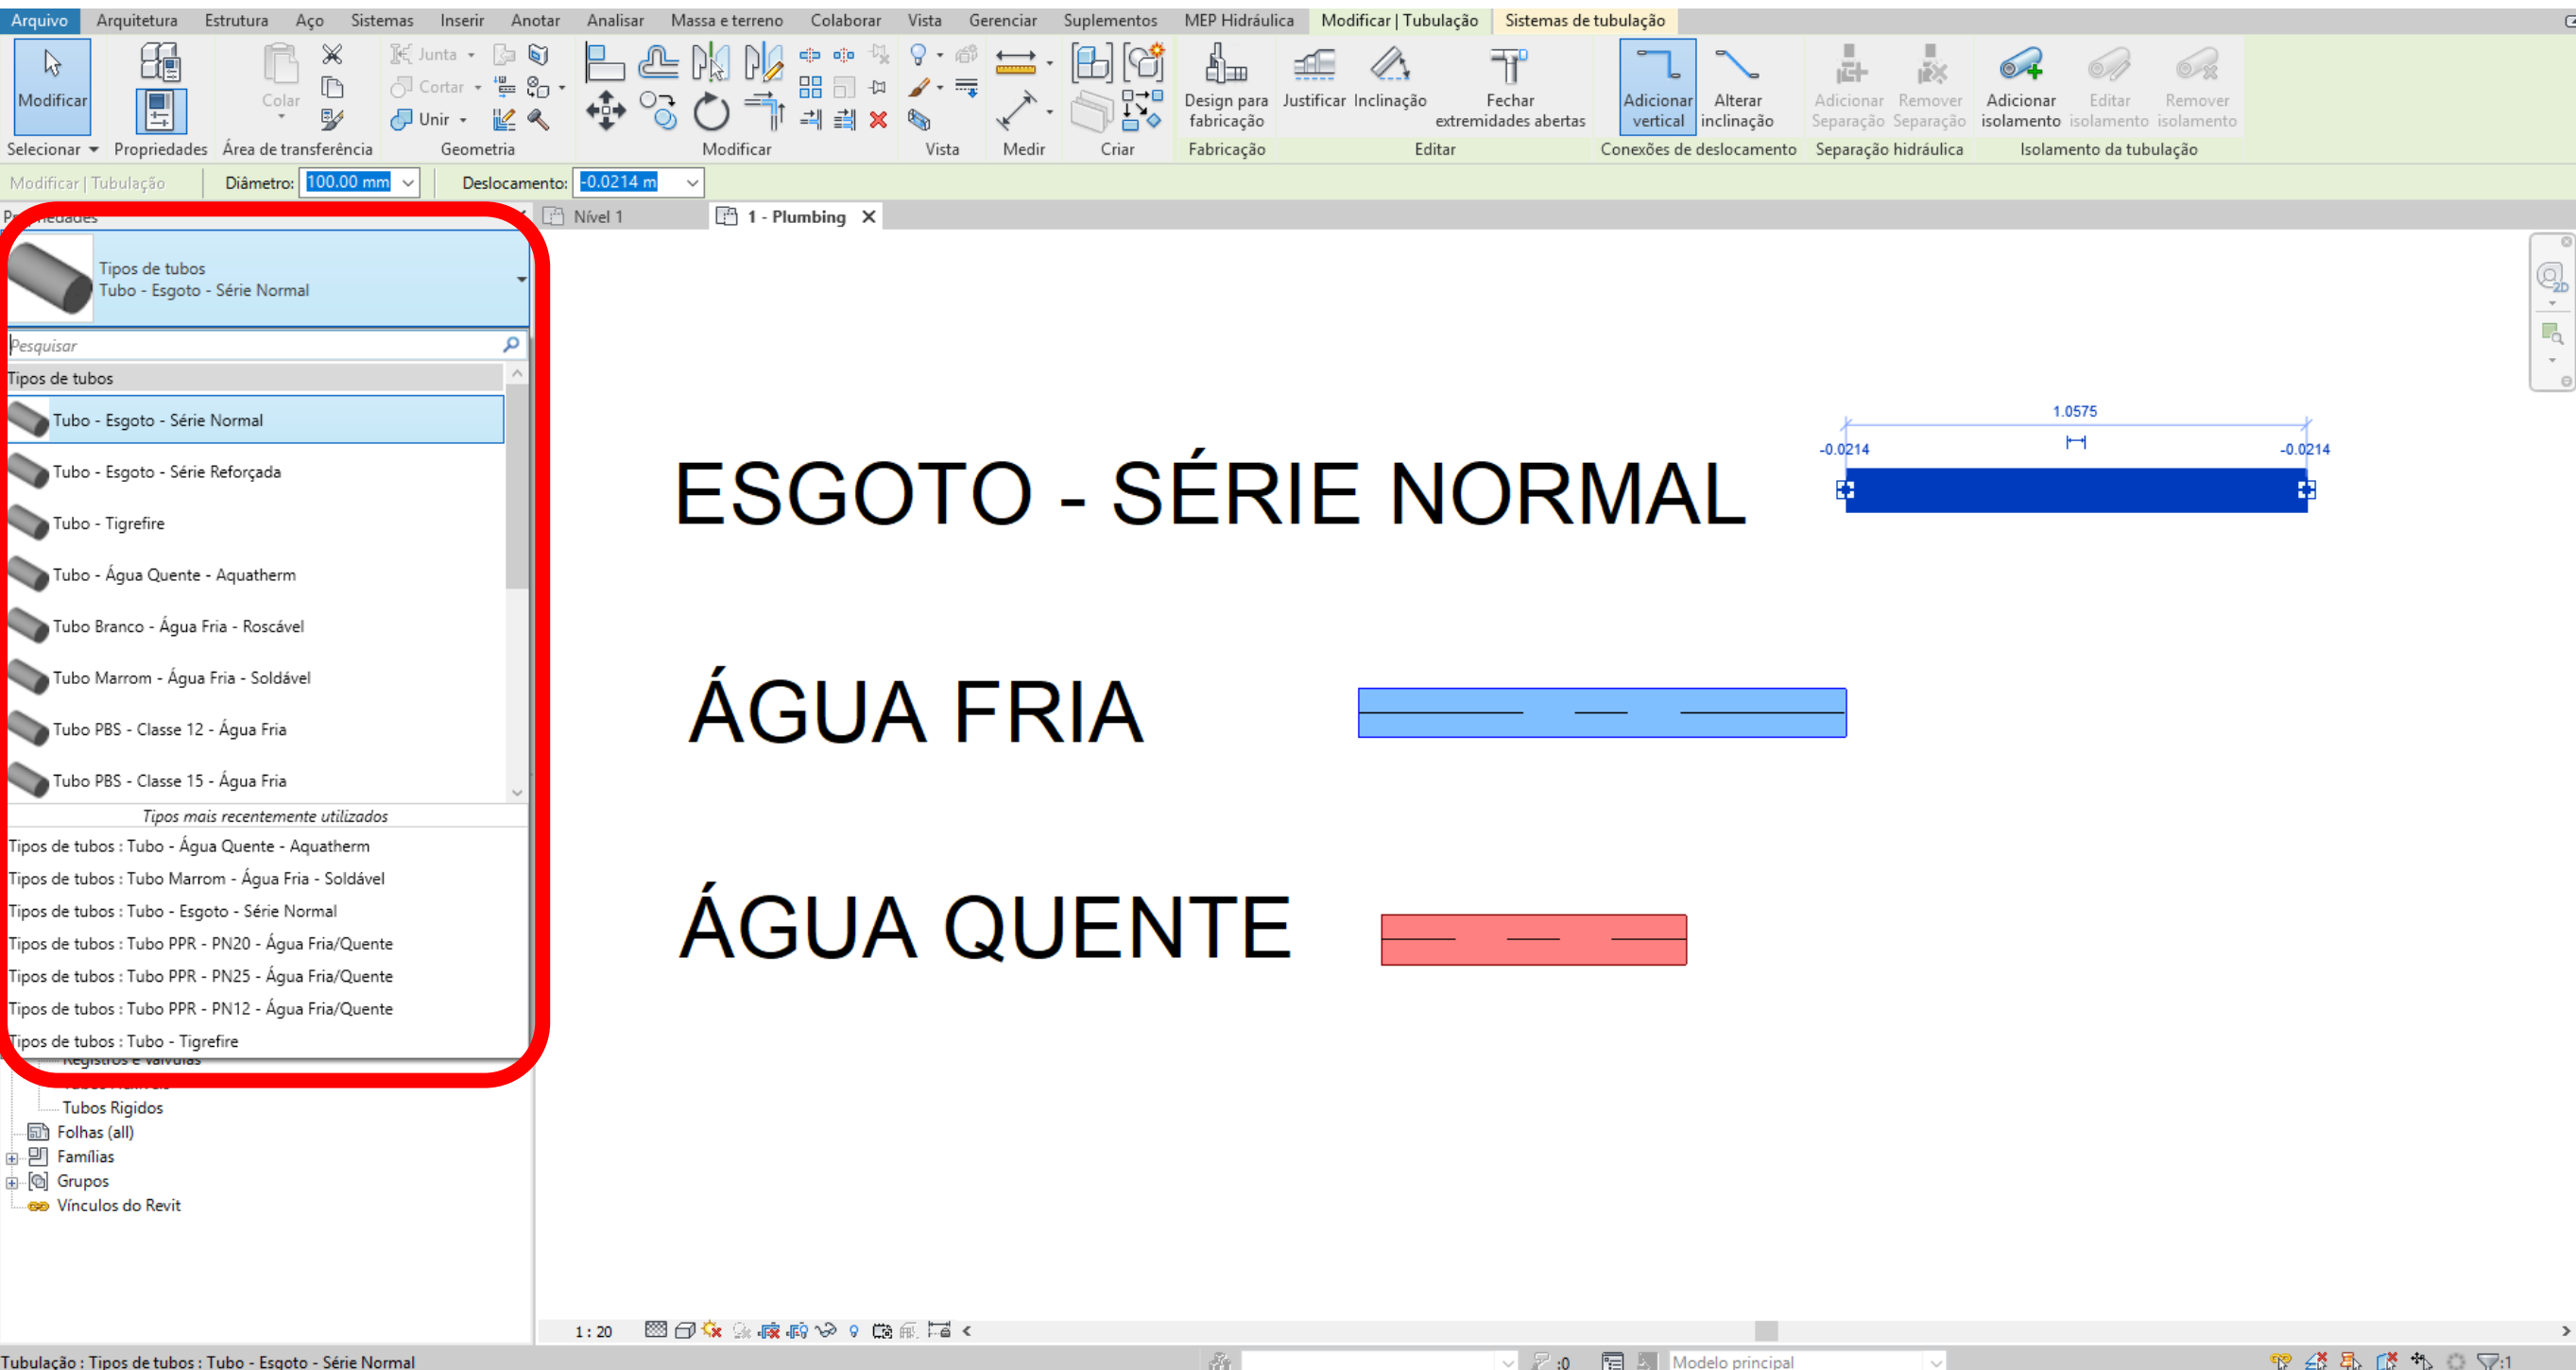 Arquivo Arquitetura Estrutura Aço Sistemas Inserir Anotar Analisar Massa e terreno Colaborar Vista Gerenciar Suplementos MEP Hidráulica Modificar | Tubulação Sistemas de tubulação
Modificar
Colar
Junta
Cortar
Unir
Design para fabricação
Justificar
Inclinação
Fechar extremidades abertas
Adicionar vertical
Alterar inclinação
Adicionar Separação
Remover Separação
Adicionar isolamento
Editar isolamento
Remover isolamento
Selecionar Propriedades Área de transferência Geometria Modificar Vista Medir Criar Fabricação Editar Conexões de deslocamento Separação hidráulica Isolamento da tubulação
Modificar | Tubulação Diâmetro: 100.00 mm Deslocamento: -0.0214 m
Nível 1 1 - Plumbing X
2D
Tipos de tubos
Tubo - Esgoto - Série Normal
Pesquisar
Tipos de tubos
Tubo - Esgoto - Série Normal
Tubo - Esgoto - Série Reforçada
Tubo - Tigrefire
Tubo - Água Quente - Aquatherm
Tubo Branco - Água Fria - Roscável
Tubo Marrom - Água Fria - Soldável
Tubo PBS - Classe 12 - Água Fria
Tubo PBS - Classe 15 - Água Fria
Tipos mais recentemente utilizados
Tipos de tubos : Tubo - Água Quente - Aquatherm
Tipos de tubos : Tubo Marrom - Água Fria - Soldável
Tipos de tubos : Tubo - Esgoto - Série Normal
Tipos de tubos : Tubo PPR - PN20 - Água Fria/Quente
Tipos de tubos : Tubo PPR - PN25 - Água Fria/Quente
Tipos de tubos : Tubo PPR - PN12 - Água Fria/Quente
Tipos de tubos : Tubo - Tigrefire
Tubos Rigidos
Folhas (all)
Famílias
Grupos
Vínculos do Revit
1.0575
-0.0214 -0.0214
ESGOTO - SÉRIE NORMAL
ÁGUA FRIA
ÁGUA QUENTE
1 : 20
Tubulação : Tipos de tubos : Tubo - Esgoto - Série Normal :0 Modelo principal :1